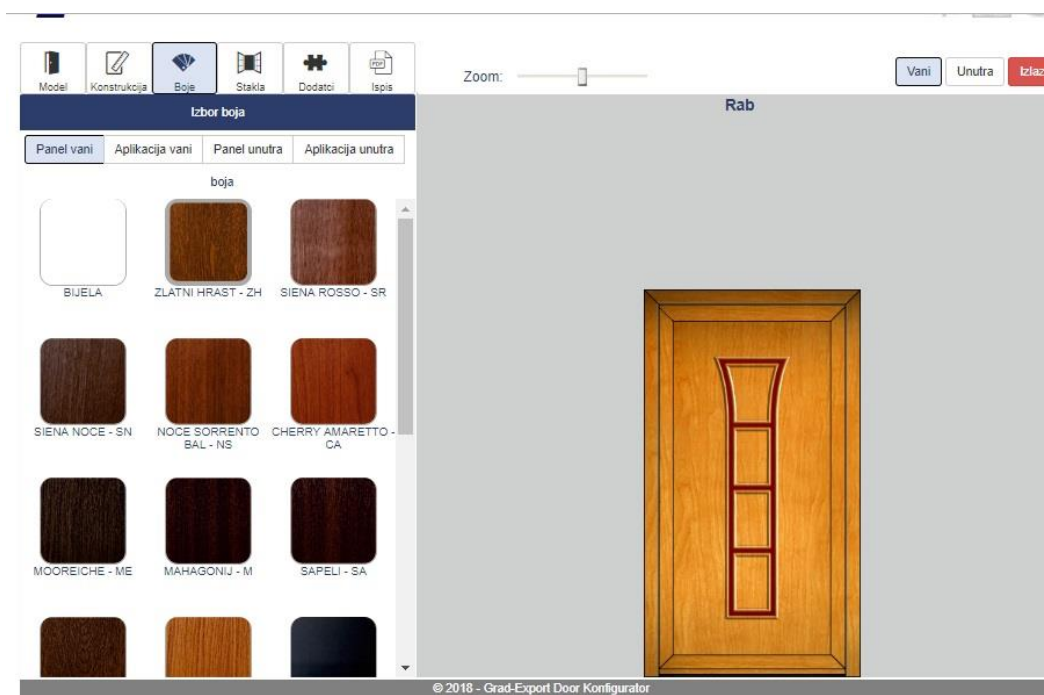 Model Konstrukcija Boje Stakla Dodatci Ispis
PDF
Zoom:
Vani Unutra Izlaz
Izbor boja
Rab
Panel vani Aplikacija vani Panel unutra Aplikacija unutra
boja
BIJELA ZLATNI HRAST - ZH SIENA ROSSO - SR
SIENA NOCE - SN NOCE SORRENTO BAL - NS CHERRY AMARETTO - CA
MOOREICHE - ME MAHAGONIJ - M SAPELI - SA
© 2018 - Grad-Export Door Konfigurator